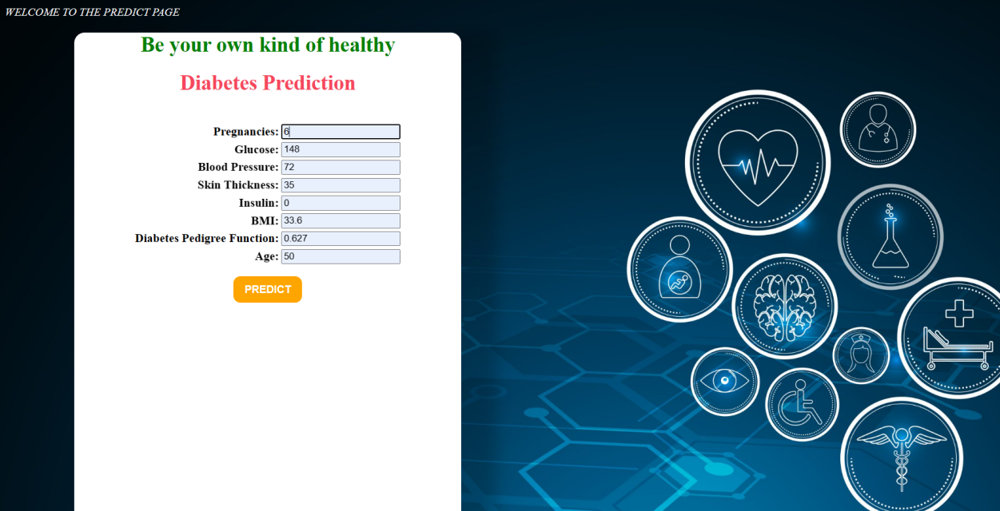 WELCOME TO THE PREDICT PAGE
Be your own kind of healthy
Diabetes Prediction
Pregnancies: 6
Glucose: 148
Blood Pressure: 72
Skin Thickness: 35
Insulin: 0
BMI: 33.6
Diabetes Pedigree Function: 0.627
Age: 50
PREDICT